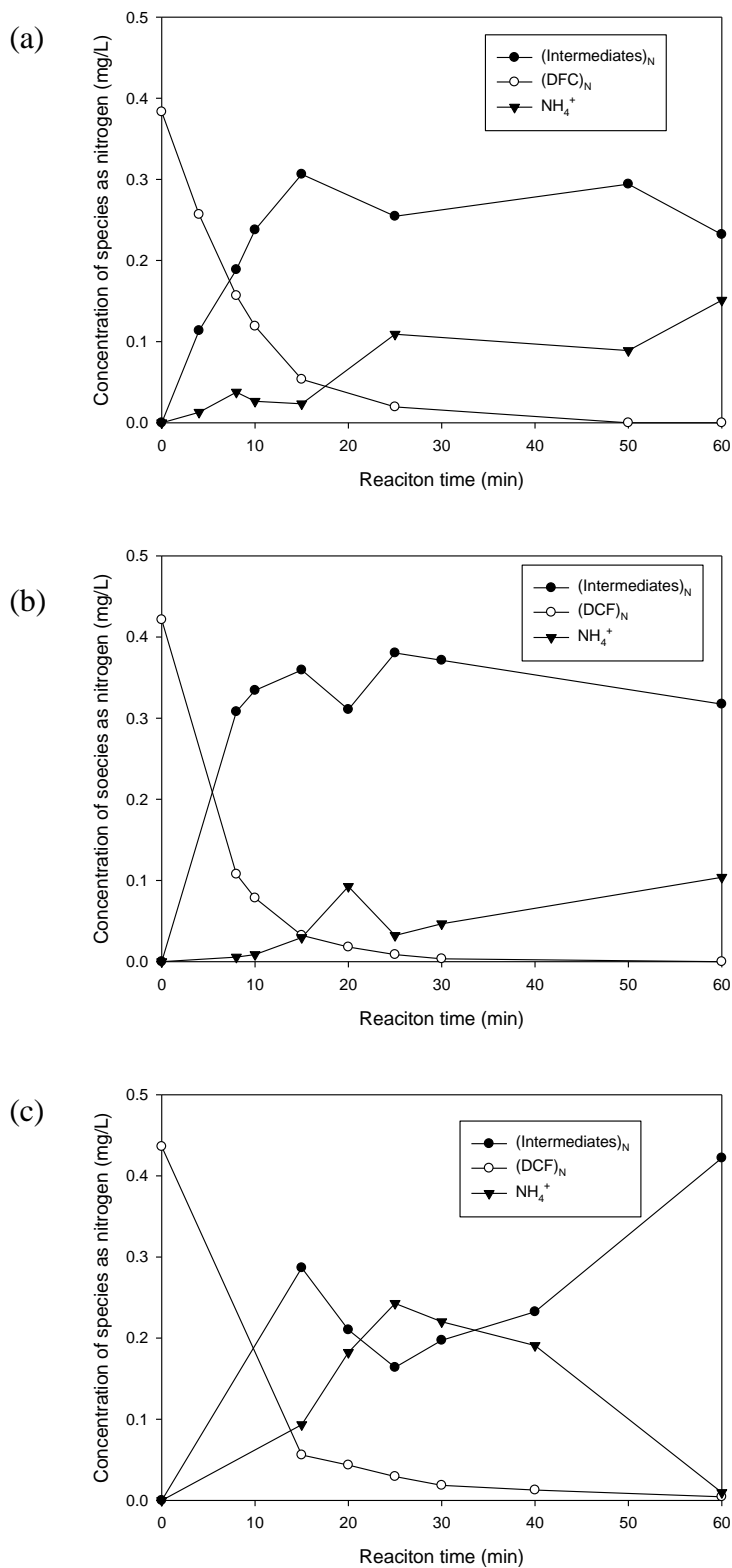 (a)
Concentration of species as nitrogen (mg/L)
0.5
0.4
0.3
0.2
0.1
0.0
(Intermediates)N
(DFC)N
NH4+
0 10 20 30 40 50 60
Reaciton time (min)
(b)
Concentration of soecies as nitrogen (mg/L)
0.5
0.4
0.3
0.2
0.1
0.0
(Intermediates)N
(DCF)N
NH4+
0 10 20 30 40 50 60
Reaciton time (min)
(c)
Concentration of species as nitrogen (mg/L)
0.5
0.4
0.3
0.2
0.1
0.0
(Intermediates)N
(DCF)N
NH4+
0 10 20 30 40 50 60
Reaciton time (min)